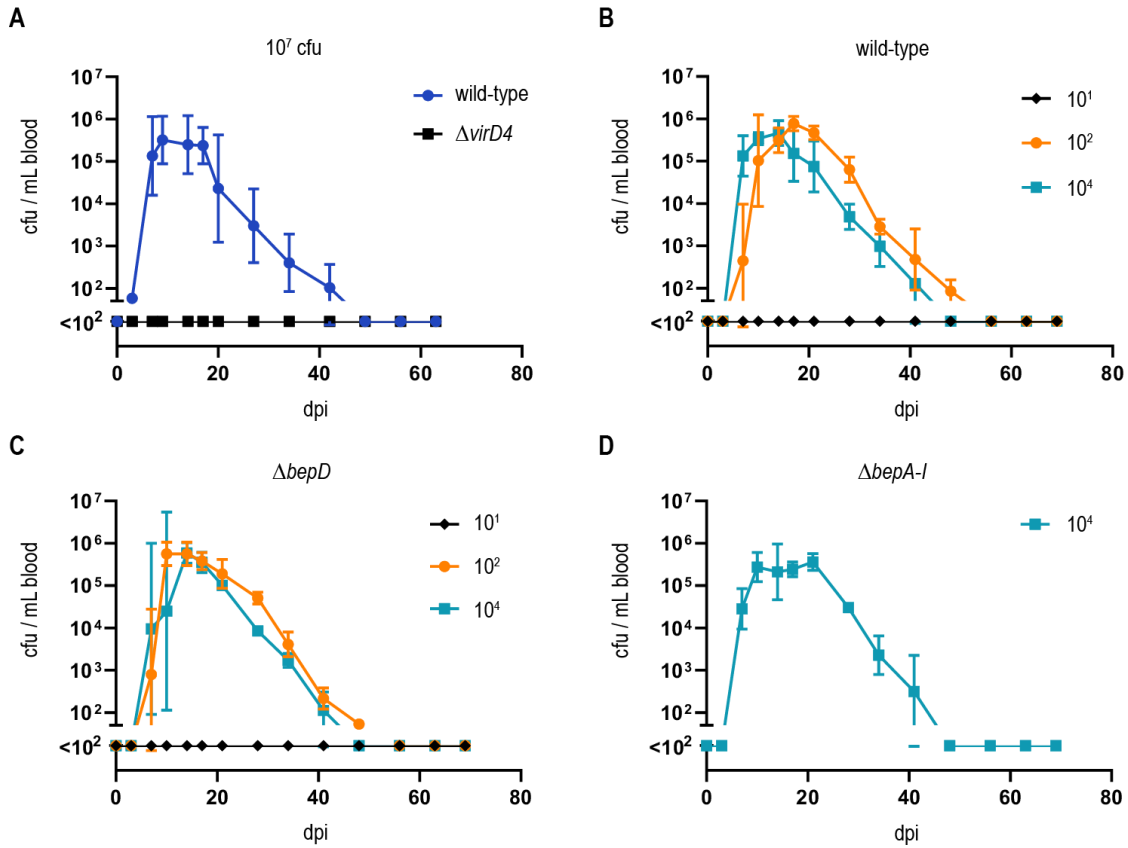 A
10⁷ cfu
cfu / mL blood
10⁷
10⁶
10⁵
10⁴
10³
10²
<10²
0 20 40 60 80
dpi
wild-type
ΔvirD4
B
wild-type
cfu / mL blood
10⁷
10⁶
10⁵
10⁴
10³
10²
<10²
0 20 40 60 80
dpi
10¹
10²
10⁴
C
ΔbepD
cfu / mL blood
10⁷
10⁶
10⁵
10⁴
10³
10²
<10²
0 20 40 60 80
dpi
10¹
10²
10⁴
D
ΔbepA-I
cfu / mL blood
10⁷
10⁶
10⁵
10⁴
10³
10²
<10²
0 20 40 60 80
dpi
10⁴